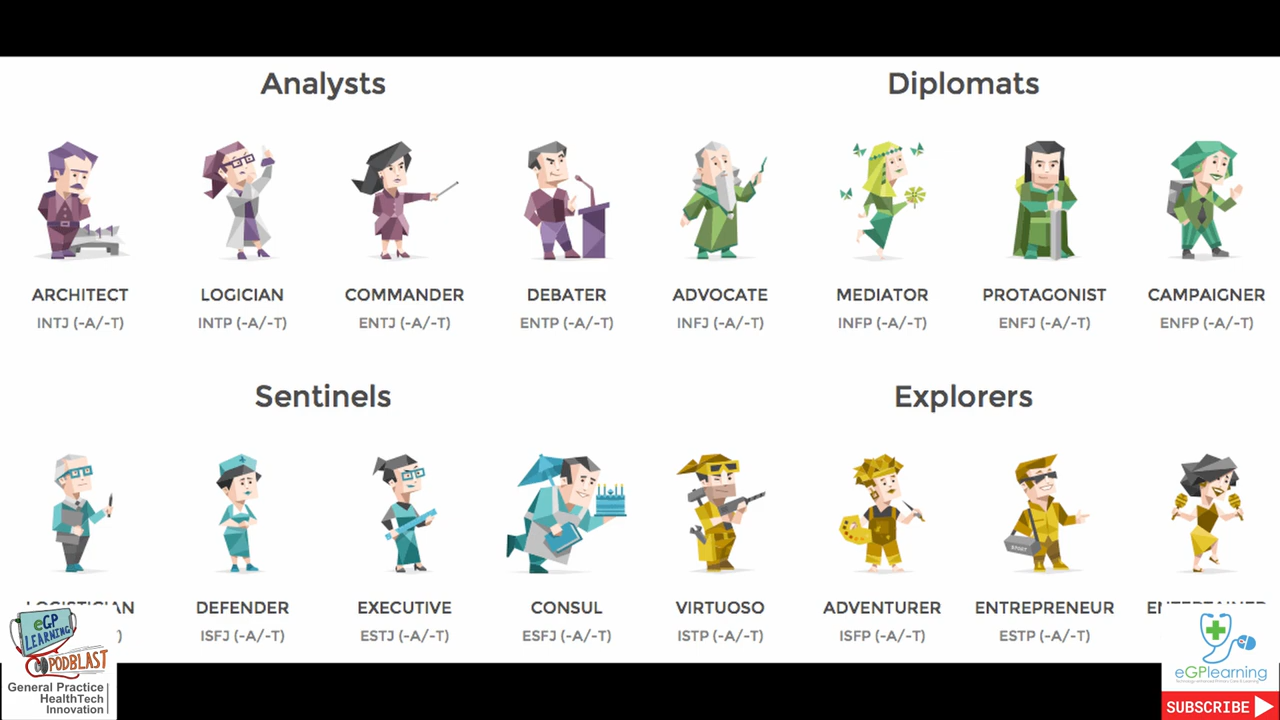 Analysts
Diplomats
ARCHITECT
LOGICIAN
COMMANDER
DEBATER
ADVOCATE
MEDIATOR
PROTAGONIST
CAMPAIGNER
INTJ (-A/-T)
INTP (-A/-T)
ENTJ (-A/-T)
ENTP (-A/-T)
INFJ (-A/-T)
INFP (-A/-T)
ENFJ (-A/-T)
ENFP (-A/-T)
Sentinels
Explorers
LOGISTICIAN
DEFENDER
EXECUTIVE
CONSUL
VIRTUOSO
ADVENTURER
ENTREPRENEUR
ENTERTAINER
ISFJ (-A/-T)
ESTJ (-A/-T)
ESFJ (-A/-T)
ISTP (-A/-T)
ISFP (-A/-T)
ESTP (-A/-T)
eGP
LEARNING
PODBLAST
General Practice
HealthTech
Innovation
eGPlearning
SUBSCRIBE